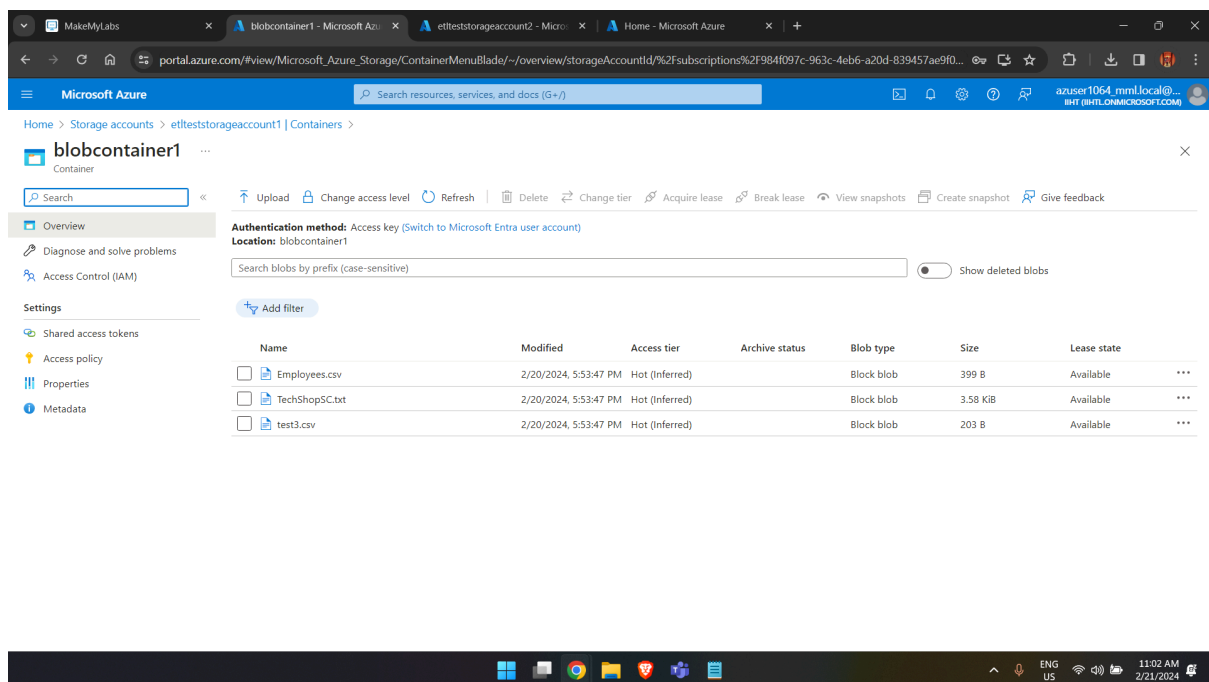 MakeMyLabs
blobcontainer1 - Microsoft Azu
etlteststorageaccount2 - Micros
Home - Microsoft Azure
portal.azure.com/#view/Microsoft_Azure_Storage/ContainerMenuBlade/~/overview/storageAccountId/%2Fsubscriptions%2F984f097c-963c-4eb6-a20d-839457ae9f0...
Microsoft Azure
Search resources, services, and docs (G+/)
azuser1064_mml.local@...
IIHT (IIHTL.ONMICROSOFT.COM)
Home > Storage accounts > etlteststorageaccount1 | Containers >
blobcontainer1 ...
Container
Search
«
Upload Change access level Refresh Delete Change tier Acquire lease Break lease View snapshots Create snapshot Give feedback
Overview
Diagnose and solve problems
Access Control (IAM)
Settings
Shared access tokens
Access policy
Properties
Metadata
Authentication method: Access key (Switch to Microsoft Entra user account)
Location: blobcontainer1
Search blobs by prefix (case-sensitive)
Show deleted blobs
Add filter
Name Modified Access tier Archive status Blob type Size Lease state
Employees.csv 2/20/2024, 5:53:47 PM Hot (Inferred) Block blob 399 B Available ...
TechShopSC.txt 2/20/2024, 5:53:47 PM Hot (Inferred) Block blob 3.58 KiB Available ...
test3.csv 2/20/2024, 5:53:47 PM Hot (Inferred) Block blob 203 B Available ...
ENG
US
11:02 AM
2/21/2024